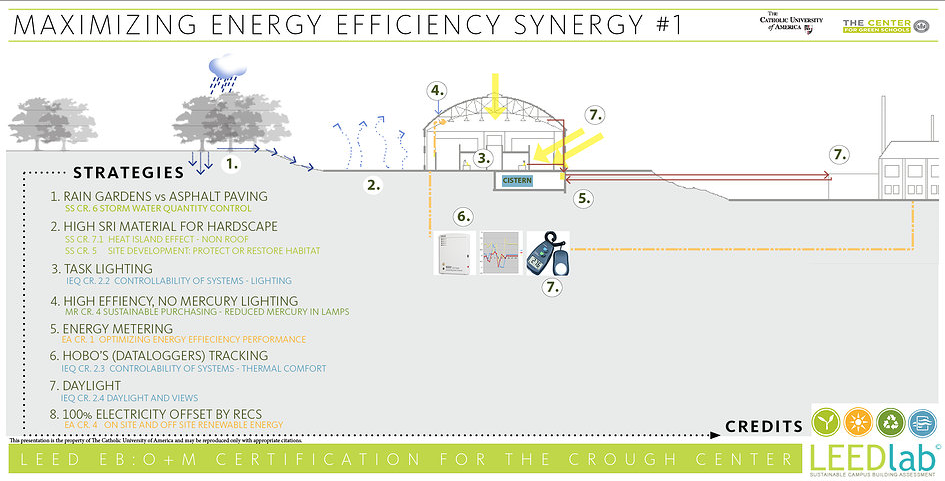 MAXIMIZING ENERGY EFFICIENCY SYNERGY #1
THE
CATHOLIC UNIVERSITY
of AMERICA
THE CENTER
FOR GREEN SCHOOLS
4.
7.
1.
3.
7.
2.
CISTERN
5.
6.
7.
STRATEGIES
1. RAIN GARDENS vs ASPHALT PAVING
SS CR. 6 STORM WATER QUANTITY CONTROL
2. HIGH SRI MATERIAL FOR HARDSCAPE
SS CR. 7.1 HEAT ISLAND EFFECT - NON ROOF
SS CR. 5 SITE DEVELOPMENT: PROTECT OR RESTORE HABITAT
3. TASK LIGHTING
IEQ CR. 2.2 CONTROLLABILITY OF SYSTEMS - LIGHTING
4. HIGH EFFIENCY, NO MERCURY LIGHTING
MR CR. 4 SUSTAINABLE PURCHASING - REDUCED MERCURY IN LAMPS
5. ENERGY METERING
EA CR. 1 OPTIMIZING ENERGY EFFIECIENCY PERFORMANCE
6. HOBO'S (DATALOGGERS) TRACKING
IEQ CR. 2.3 CONTROLABILITY OF SYSTEMS - THERMAL COMFORT
7. DAYLIGHT
IEQ CR. 2.4 DAYLIGHT AND VIEWS
8. 100% ELECTRICITY OFFSET BY RECS
EA CR. 4 ON SITE AND OFF SITE RENEWABLE ENERGY
This presentation is the property of The Catholic University of America and may be reproduced only with appropriate citations.
CREDITS
LEED EB:O+M CERTIFICATION FOR THE CROUGH CENTER
LEEDlab©
SUSTAINABLE CAMPUS BUILDING ASSESSMENT